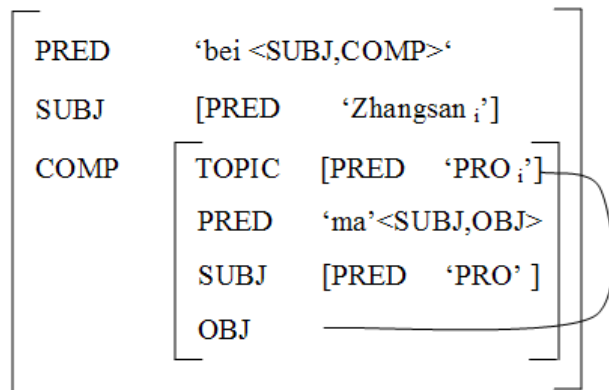 PRED ‘bei <SUBJ,COMP>‘
SUBJ [PRED ‘Zhangsan i’]
COMP TOPIC [PRED ‘PRO i’]
PRED ‘ma’<SUBJ,OBJ>
SUBJ [PRED ‘PRO’ ]
OBJ